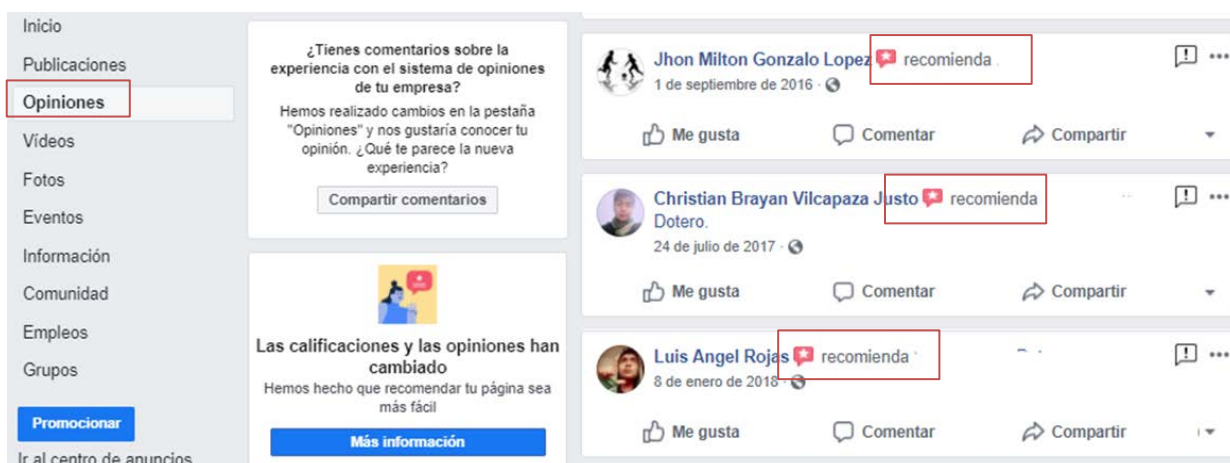 Inicio
Publicaciones
Opiniones
Vídeos
Fotos
Eventos
Información
Comunidad
Empleos
Grupos
Promocionar
Ir al centro de anuncios
¿Tienes comentarios sobre la
experiencia con el sistema de opiniones
de tu empresa?
Hemos realizado cambios en la pestaña
"Opiniones" y nos gustaría conocer tu
opinión. ¿Qué te parece la nueva
experiencia?
Compartir comentarios
Las calificaciones y las opiniones han
cambiado
Hemos hecho que recomendar tu página sea
más fácil
Más información
Jhon Milton Gonzalo Lopez recomienda
1 de septiembre de 2016 ·
Me gusta Comentar Compartir
Christian Brayan Vilcapaza Justo recomienda
Dotero.
24 de julio de 2017 ·
Me gusta Comentar Compartir
Luis Angel Rojas recomienda
8 de enero de 2018 ·
Me gusta Comentar Compartir